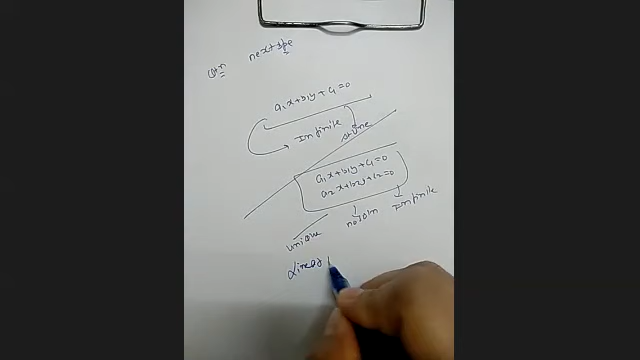 next
a₁x+b₁y+c₁=0
Infinite
a₁x+b₁y+c₁=0
a₂x+b₂y+c₂=0
unique no soln Infinite
Linear